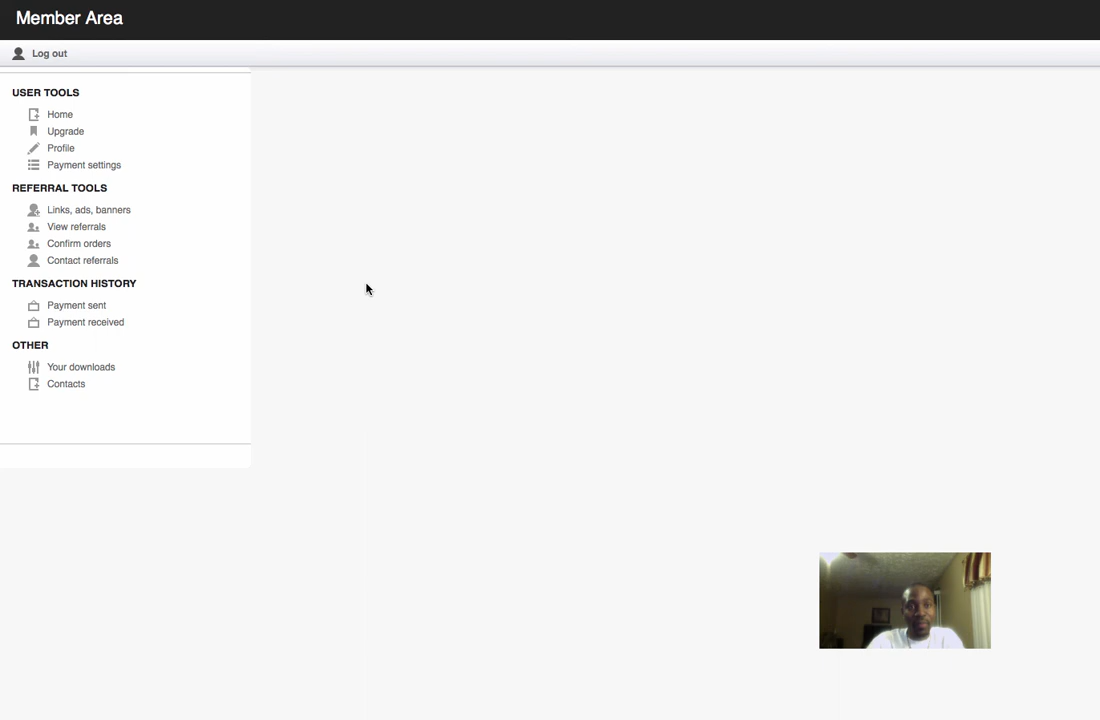 Member Area
Log out
USER TOOLS
Home
Upgrade
Profile
Payment settings
REFERRAL TOOLS
Links, ads, banners
View referrals
Confirm orders
Contact referrals
TRANSACTION HISTORY
Payment sent
Payment received
OTHER
Your downloads
Contacts